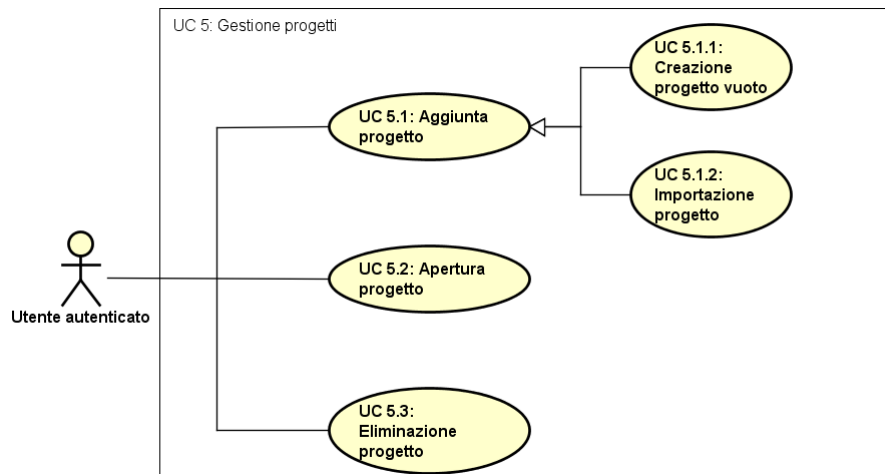 UC 5: Gestione progetti
UC 5.1.1:
Creazione
progetto vuoto
UC 5.1: Aggiunta
progetto
UC 5.1.2:
Importazione
progetto
UC 5.2: Apertura
progetto
Utente autenticato
UC 5.3:
Eliminazione
progetto